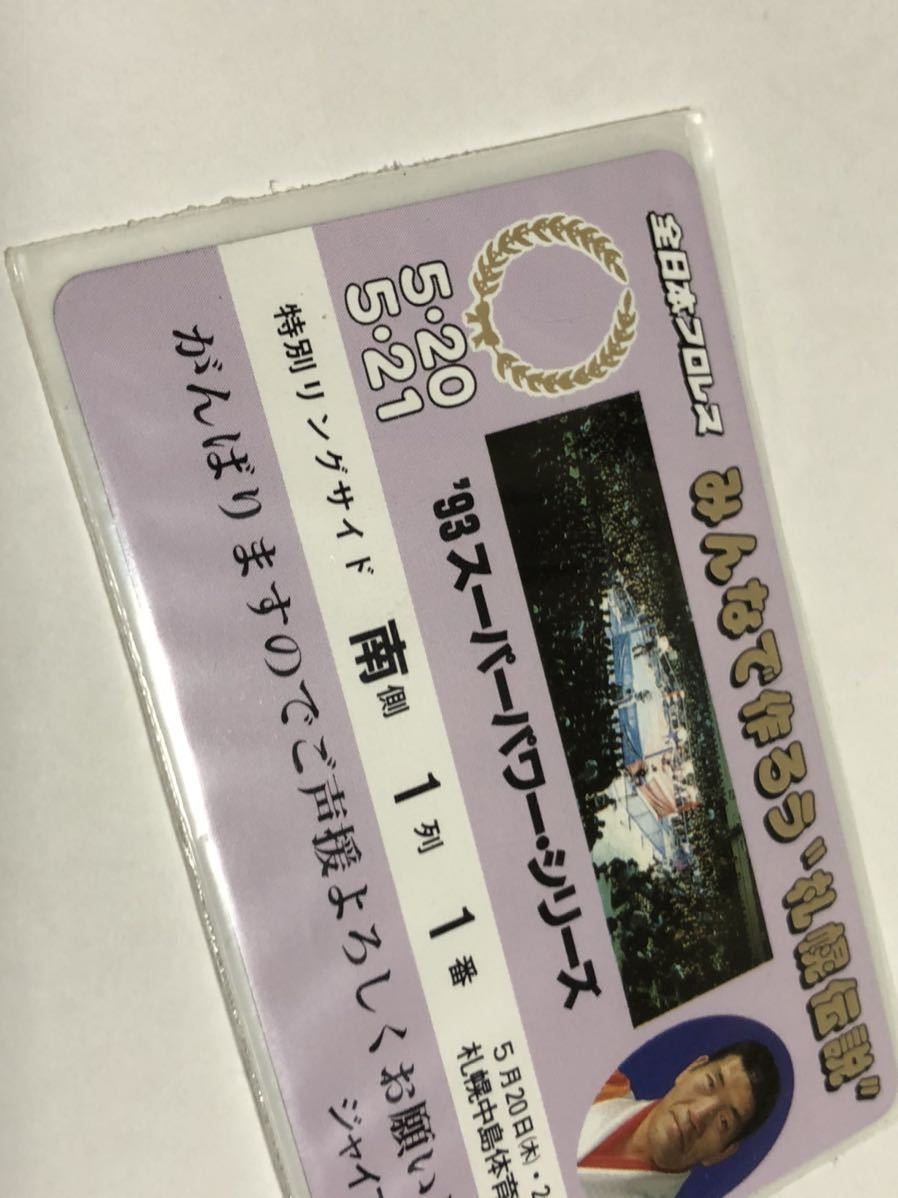 全日本プロレス
みんなで作ろう"札幌伝説"
5・20
5・21
'93スーパーパワー・シリーズ
特別リングサイド 南側 1列 1番
5月20日(木)・2
札幌中島体育
がんばりますのでご声援よろしくお願い
ジャイ